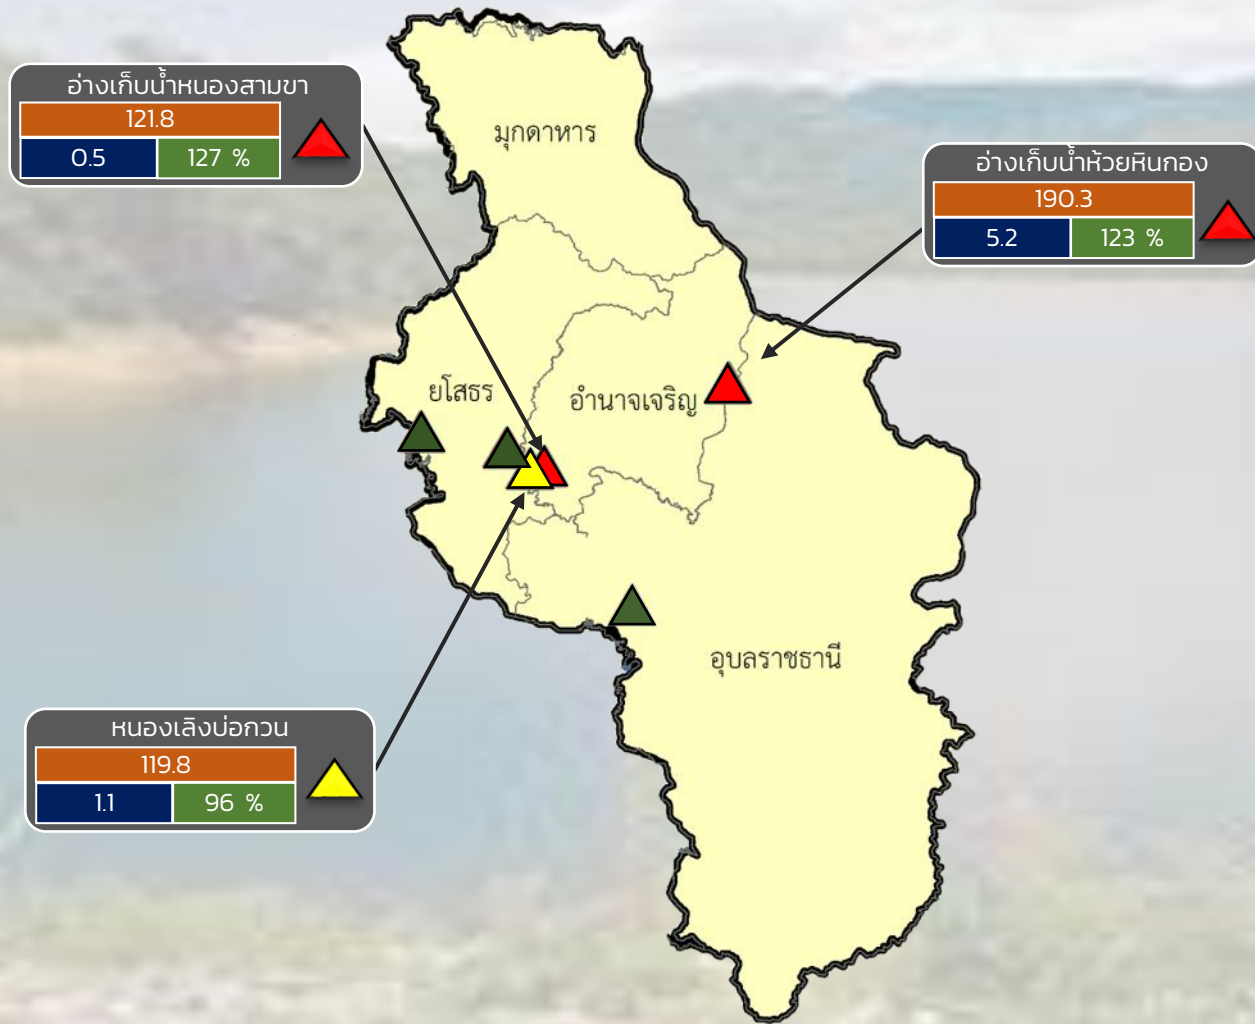 อ่างเก็บน้ำหนองสามขา
121.8
0.5 127 %
มุกดาหาร
อ่างเก็บน้ำห้วยหินกอง
190.3
5.2 123 %
ยโสธร
อำนาจเจริญ
อุบลราชธานี
หนองเลิงบ่อกวน
119.8
1.1 96 %